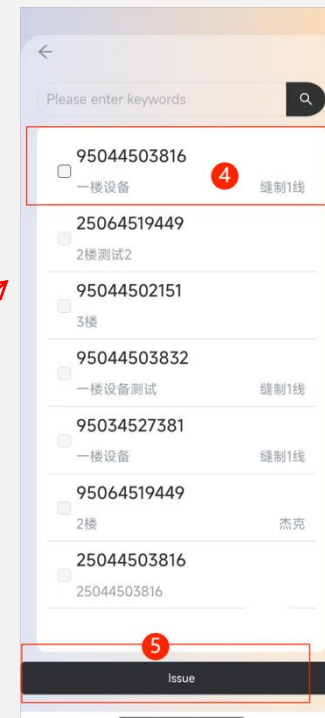 Please enter keywords
95044503816
一楼设备 4 缝制1线
25064519449
2楼测试2
95044502151
3楼
95044503832
一楼设备测试 缝制1线
95034527381
一楼设备 缝制1线
95064519449
2楼 杰克
25044503816
25044503816
5
Issue